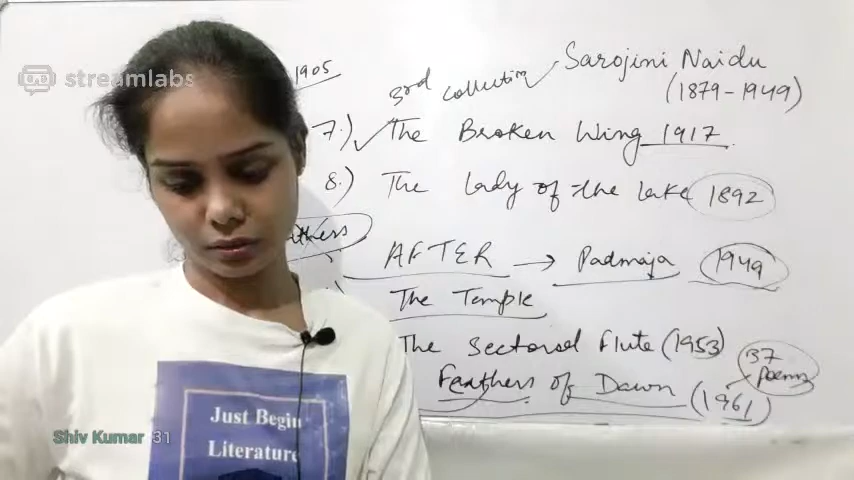 streamlabs
1905
3rd collection
Sarojini Naidu
(1879-1949)
7.) The Broken Wing 1917.
8.) The Lady of the Lake 1892
AFTER → Padmaja 1949
The Temple
The Sectoral Flute (1953)
37 Poems
Feathers of Dawn (1961)
Just Begin
Literature
Shiv Kumar 31